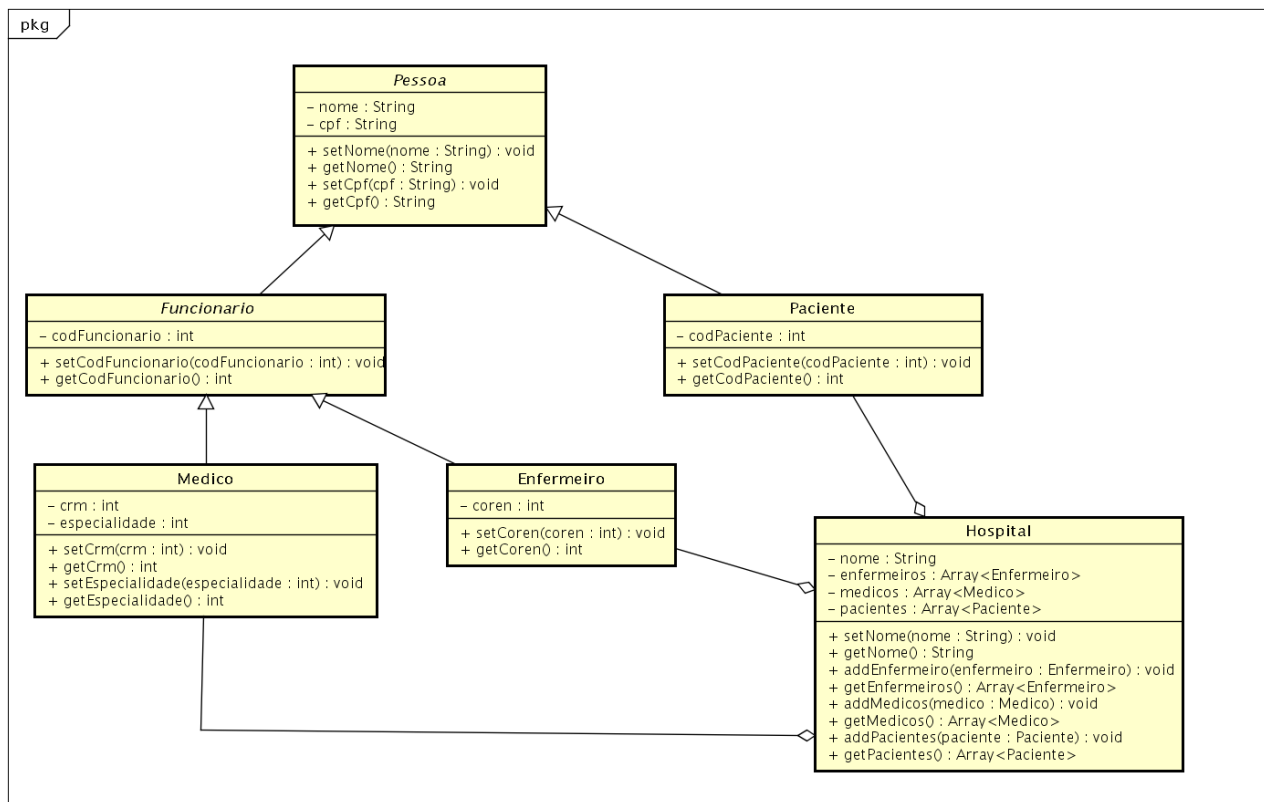 pkg
Pessoa
– nome : String
– cpf : String
+ setNome(nome : String) : void
+ getNome() : String
+ setCpf(cpf : String) : void
+ getCpf() : String
Funcionario
– codFuncionario : int
+ setCodFuncionario(codFuncionario : int) : void
+ getCodFuncionario() : int
Paciente
– codPaciente : int
+ setCodPaciente(codPaciente : int) : void
+ getCodPaciente() : int
Medico
– crm : int
– especialidade : int
+ setCrm(crm : int) : void
+ getCrm() : int
+ setEspecialidade(especialidade : int) : void
+ getEspecialidade() : int
Enfermeiro
– coren : int
+ setCoren(coren : int) : void
+ getCoren() : int
Hospital
– nome : String
– enfermeiros : Array<Enfermeiro>
– medicos : Array<Medico>
– pacientes : Array<Paciente>
+ setNome(nome : String) : void
+ getNome() : String
+ addEnfermeiro(enfermeiro : Enfermeiro) : void
+ getEnfermeiros() : Array<Enfermeiro>
+ addMedicos(medico : Medico) : void
+ getMedicos() : Array<Medico>
+ addPacientes(paciente : Paciente) : void
+ getPacientes() : Array<Paciente>